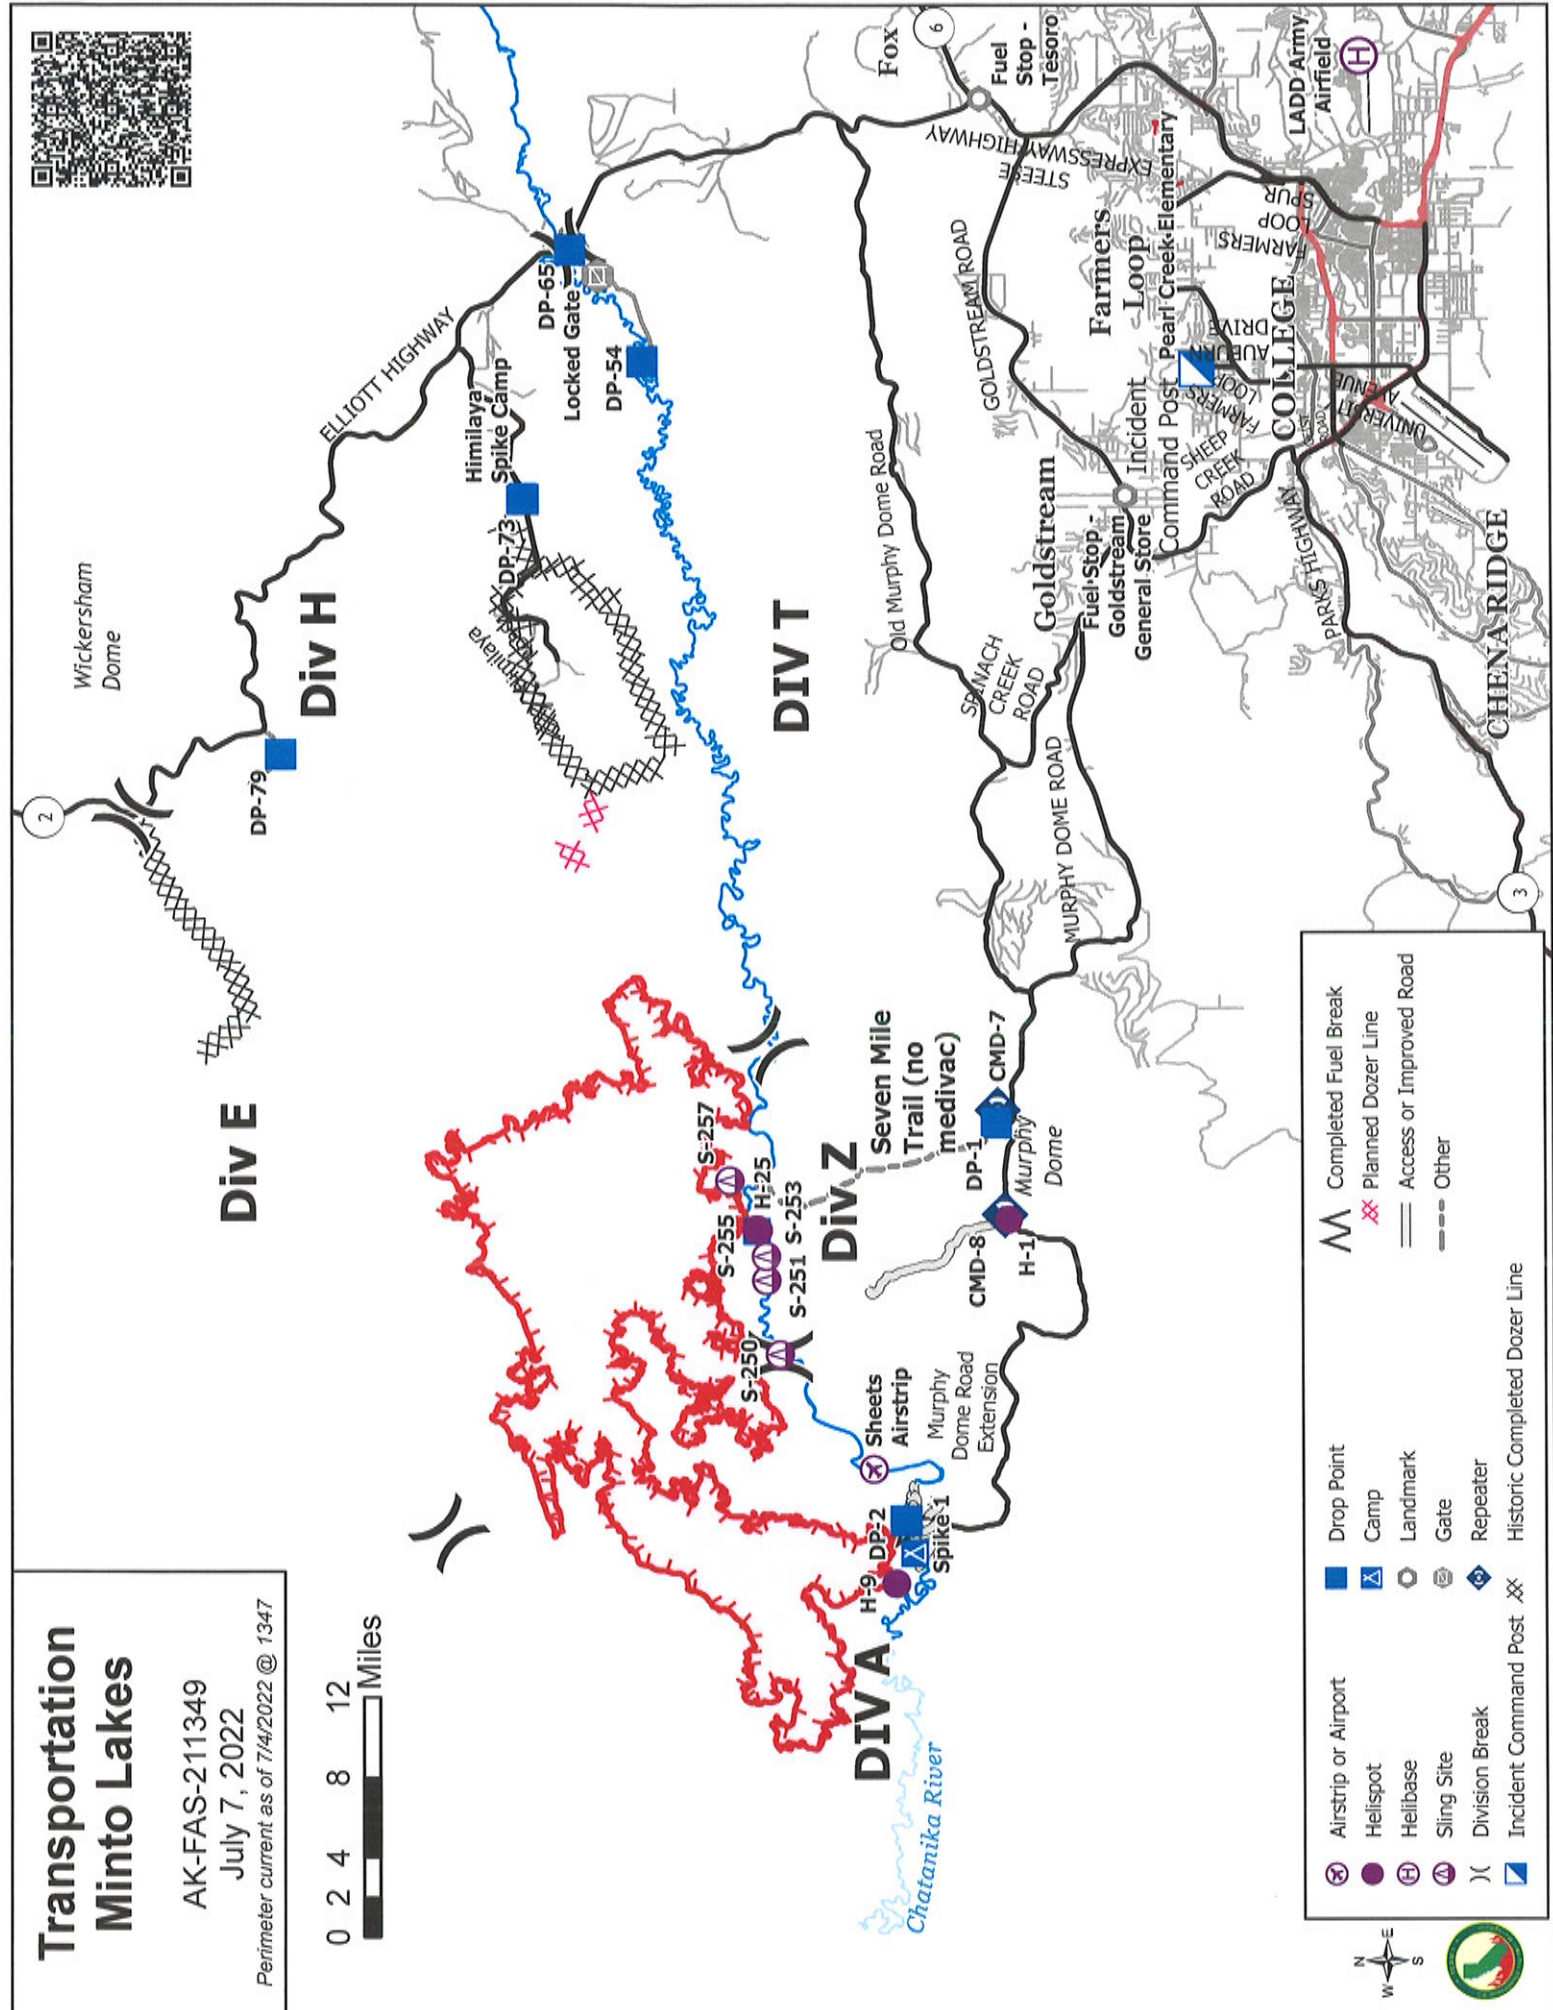 Transportation
Minto Lakes
AK-FAS-211349
July 7, 2022
Perimeter current as of 7/4/2022 @ 1347
0 2 4 8 12
Miles
2
Wickersham
Dome
DP-79
Div H
Div E
ELLIOTT HIGHWAY
Himilaya
Spike Camp
DP-73
Himilaya Road
DP-65
Locked Gate
DP-54
DIV T
Fox
6
Fuel
Stop -
Tesoro
STEESE
EXPRESSWAY HIGHWAY
Old Murphy Dome Road
GOLDSTREAM ROAD
Farmers
Loop
Pearl Creek Elementary
LADD Army
Airfield
FARMERS
LOOP
SPUR
Incident
Command Post
AUBURN
DRIVE
FARMERS
LOOP
SHEEP
CREEK
ROAD
COLLEGE
GEIST
ROAD
UNIVERSITY
AVENUE
Goldstream
Fuel Stop -
Goldstream
General Store
SPINACH
CREEK
ROAD
MURPHY DOME ROAD
PARKS HIGHWAY
CHENA RIDGE
3
S-257
H-25
S-255
S-253
S-251
S-250
Div Z
Seven Mile
Trail (no
medivac)
CMD-7
DP-1
Murphy
Dome
CMD-8
H-1
Sheets
Airstrip
Murphy
Dome Road
Extension
DP-2
Spike 1
H-9
DIV A
Chatanika River
Airstrip or Airport
Helispot
Helibase
Sling Site
Division Break
Incident Command Post
Drop Point
Camp
Landmark
Gate
Repeater
Historic Completed Dozer Line
Completed Fuel Break
Planned Dozer Line
Access or Improved Road
Other
N
W E
S